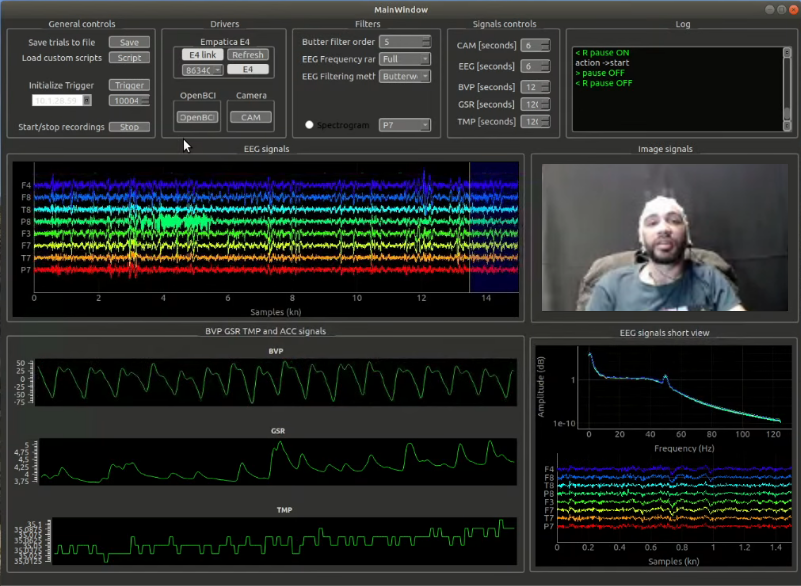 MainWindow
General controls
Save trials to file Save
Load custom scripts Script
Initialize Trigger Trigger
10004
Start/stop recordings Stop
Drivers
Empatica E4
E4 link Refresh
8634C E4
OpenBCI Camera
OpenBCI CAM
Filters
Butter filter order 5
EEG Frequency rar Full
EEG Filtering meth Butterw
Spectrogram P7
Signals controls
CAM [seconds] 6
EEG [seconds] 6
BVP [seconds] 12
GSR [seconds] 12(
TMP [seconds] 12(
Log
< R pause ON
action ->start
> pause OFF
< R pause OFF
EEG signals
F4
F8
T8
P8
F3
F7
T7
P7
0 2 4 6 8 10 12 14
Samples (kn)
Image signals
BVP GSR TMP and ACC signals
BVP
50
25
0
-25
-50
-75
GSR
5
4,75
4,5
4,25
4
3,75
TMP
35,1
35,0875
35,0125
EEG signals short view
Amplitude (dB)
1
1e-10
0 20 40 60 80 100 120
Frequency (Hz)
F4
F8
T8
P8
F3
F7
T7
P7
0 0.2 0.4 0.6 0.8 1 1.2 1.4
Samples (kn)